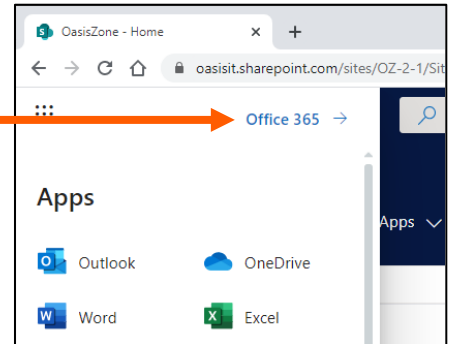 OasisZone - Home
oasisit.sharepoint.com/sites/OZ-2-1/Sit
Office 365
Apps
Apps
Outlook
OneDrive
Word
Excel